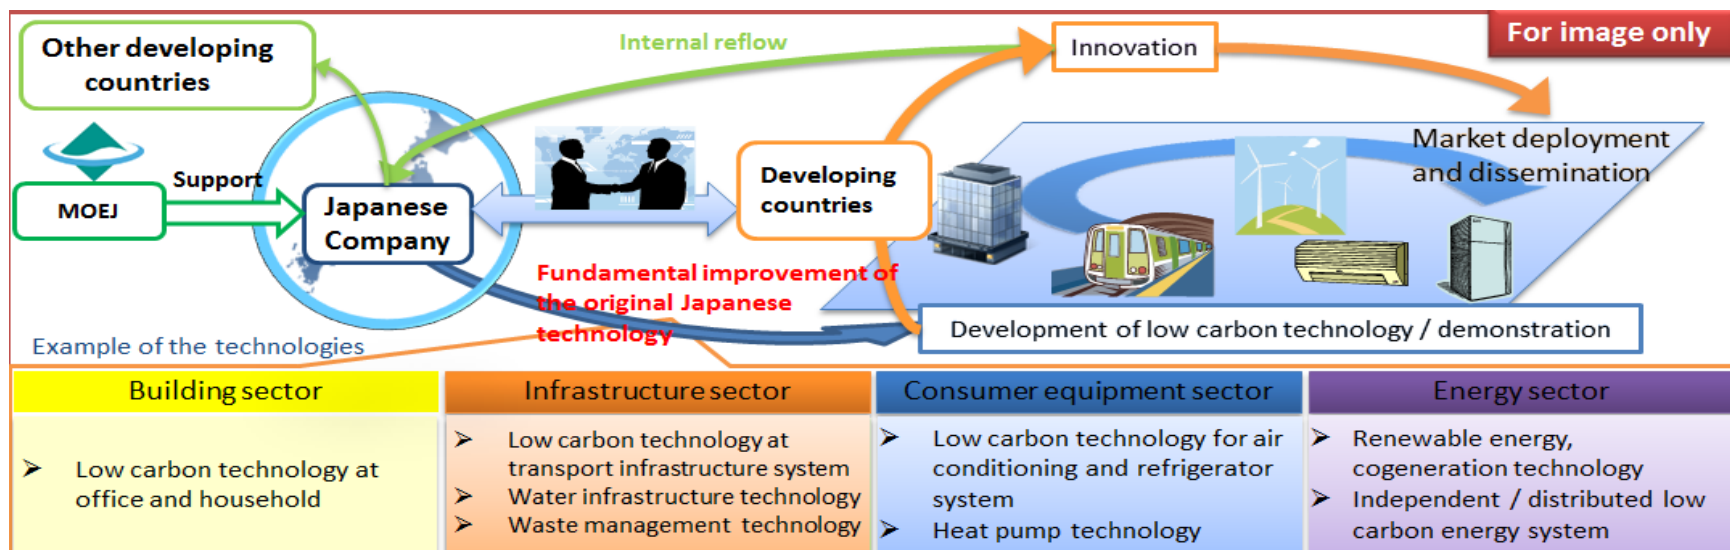 Other developing
countries
Internal reflow
Innovation
For image only
MOEJ
Support
Japanese
Company
Developing
countries
Market deployment
and dissemination
Fundamental improvement of
the original Japanese
technology
Development of low carbon technology / demonstration
Example of the technologies
Building sector
➢ Low carbon technology at
office and household
Infrastructure sector
➢ Low carbon technology at
transport infrastructure system
➢ Water infrastructure technology
➢ Waste management technology
Consumer equipment sector
➢ Low carbon technology for air
conditioning and refrigerator
system
➢ Heat pump technology
Energy sector
➢ Renewable energy,
cogeneration technology
➢ Independent / distributed low
carbon energy system